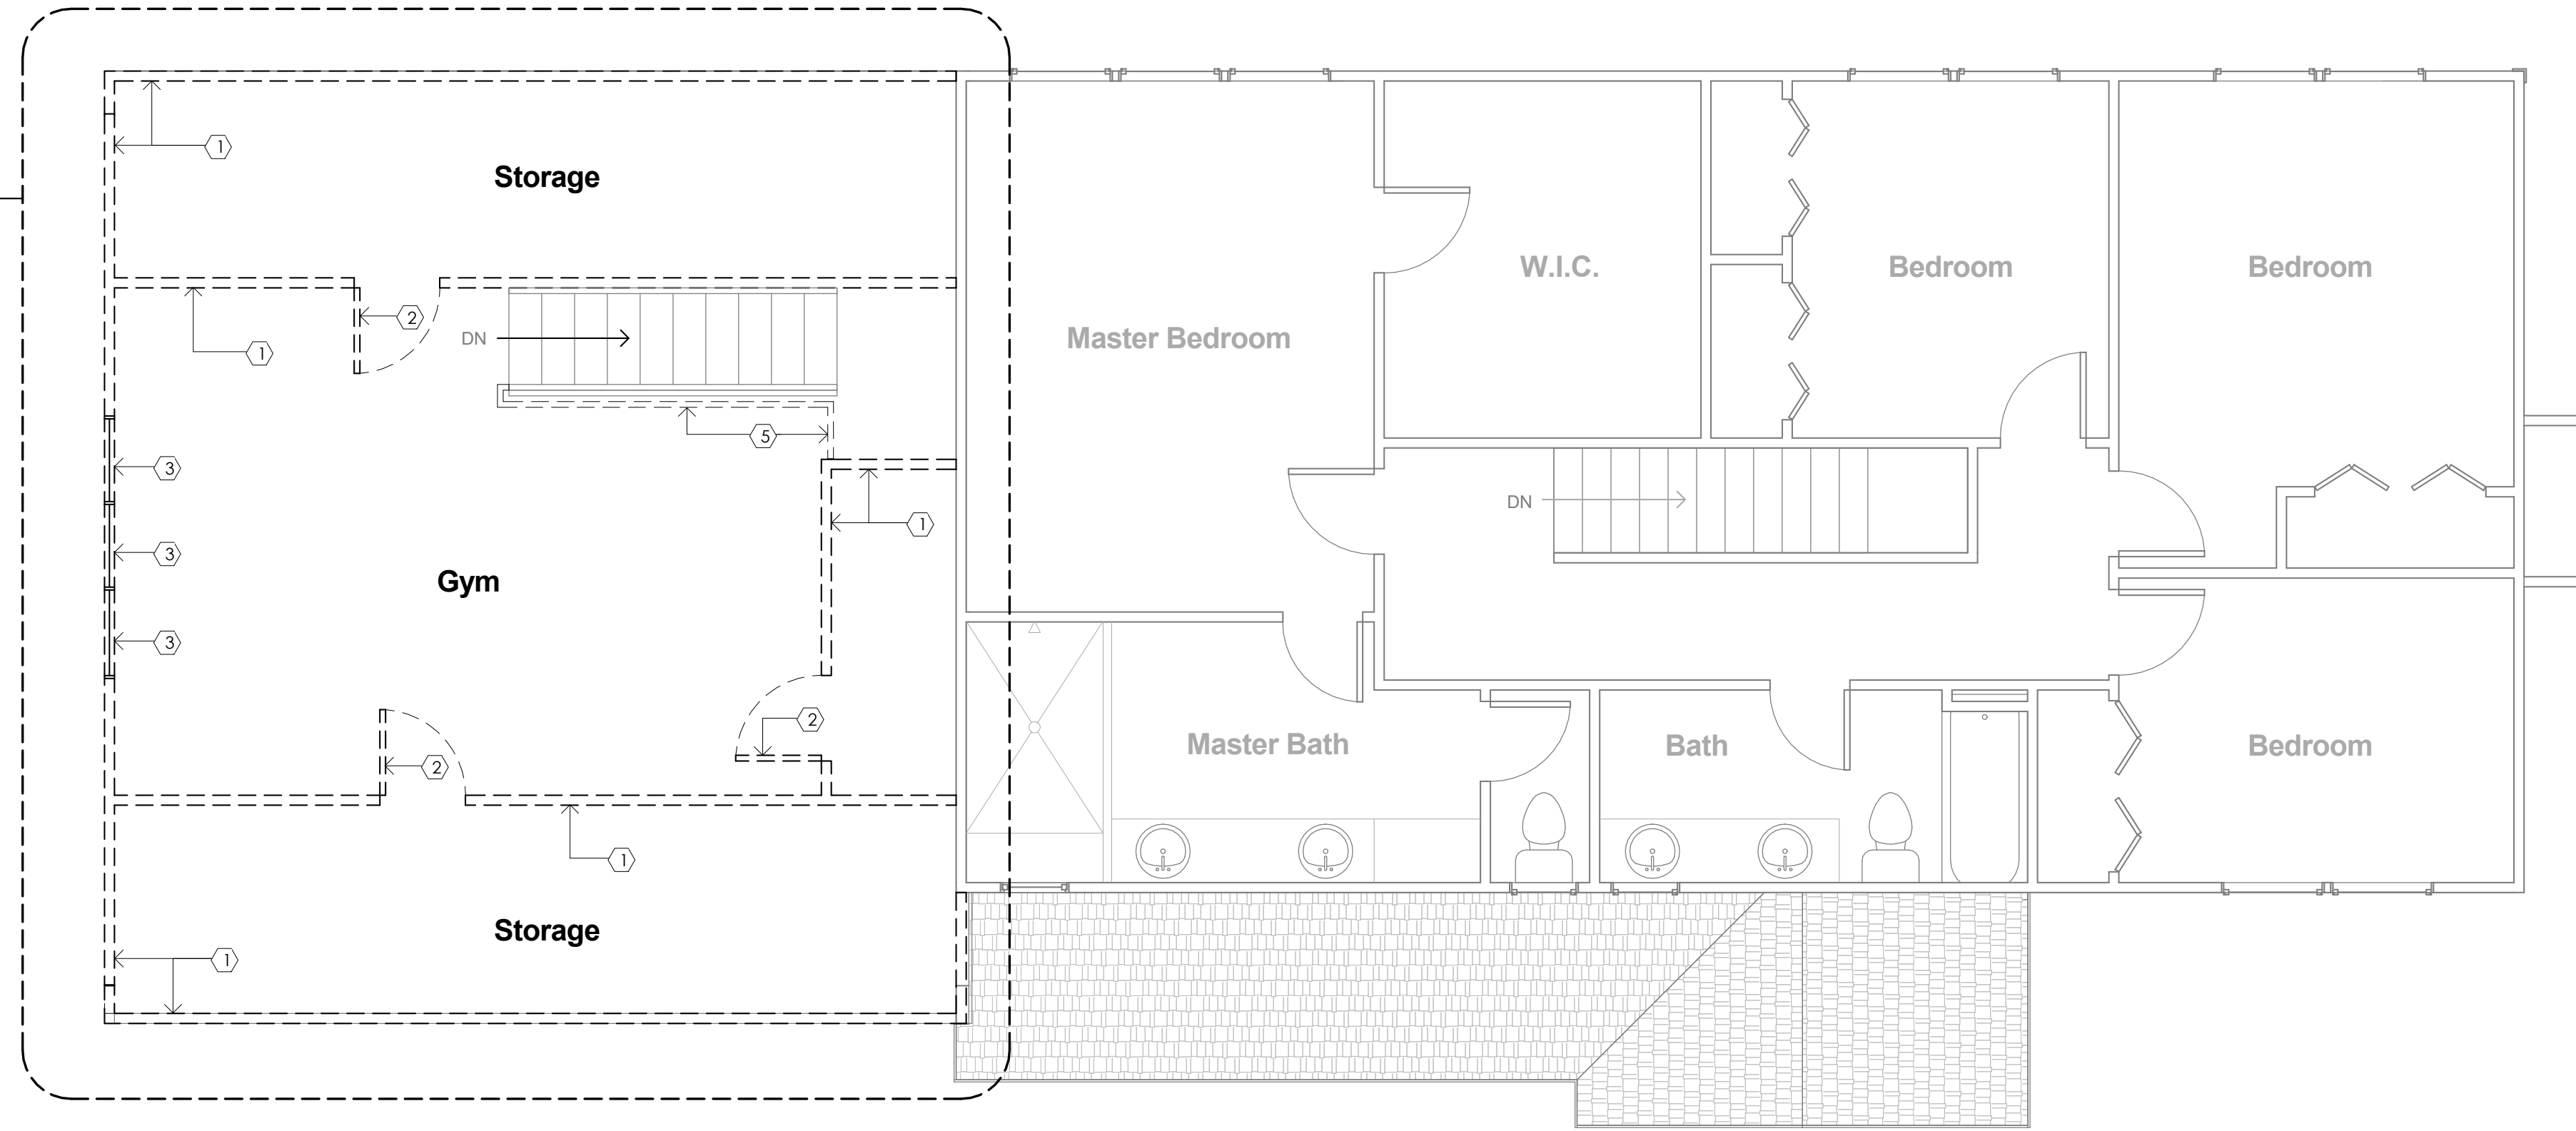 1
Storage
2
1
DN
5
3
3
3
1
Gym
2
2
1
Storage
1
Master Bedroom
W.I.C.
Bedroom
Bedroom
DN
Master Bath
Bath
Bedroom